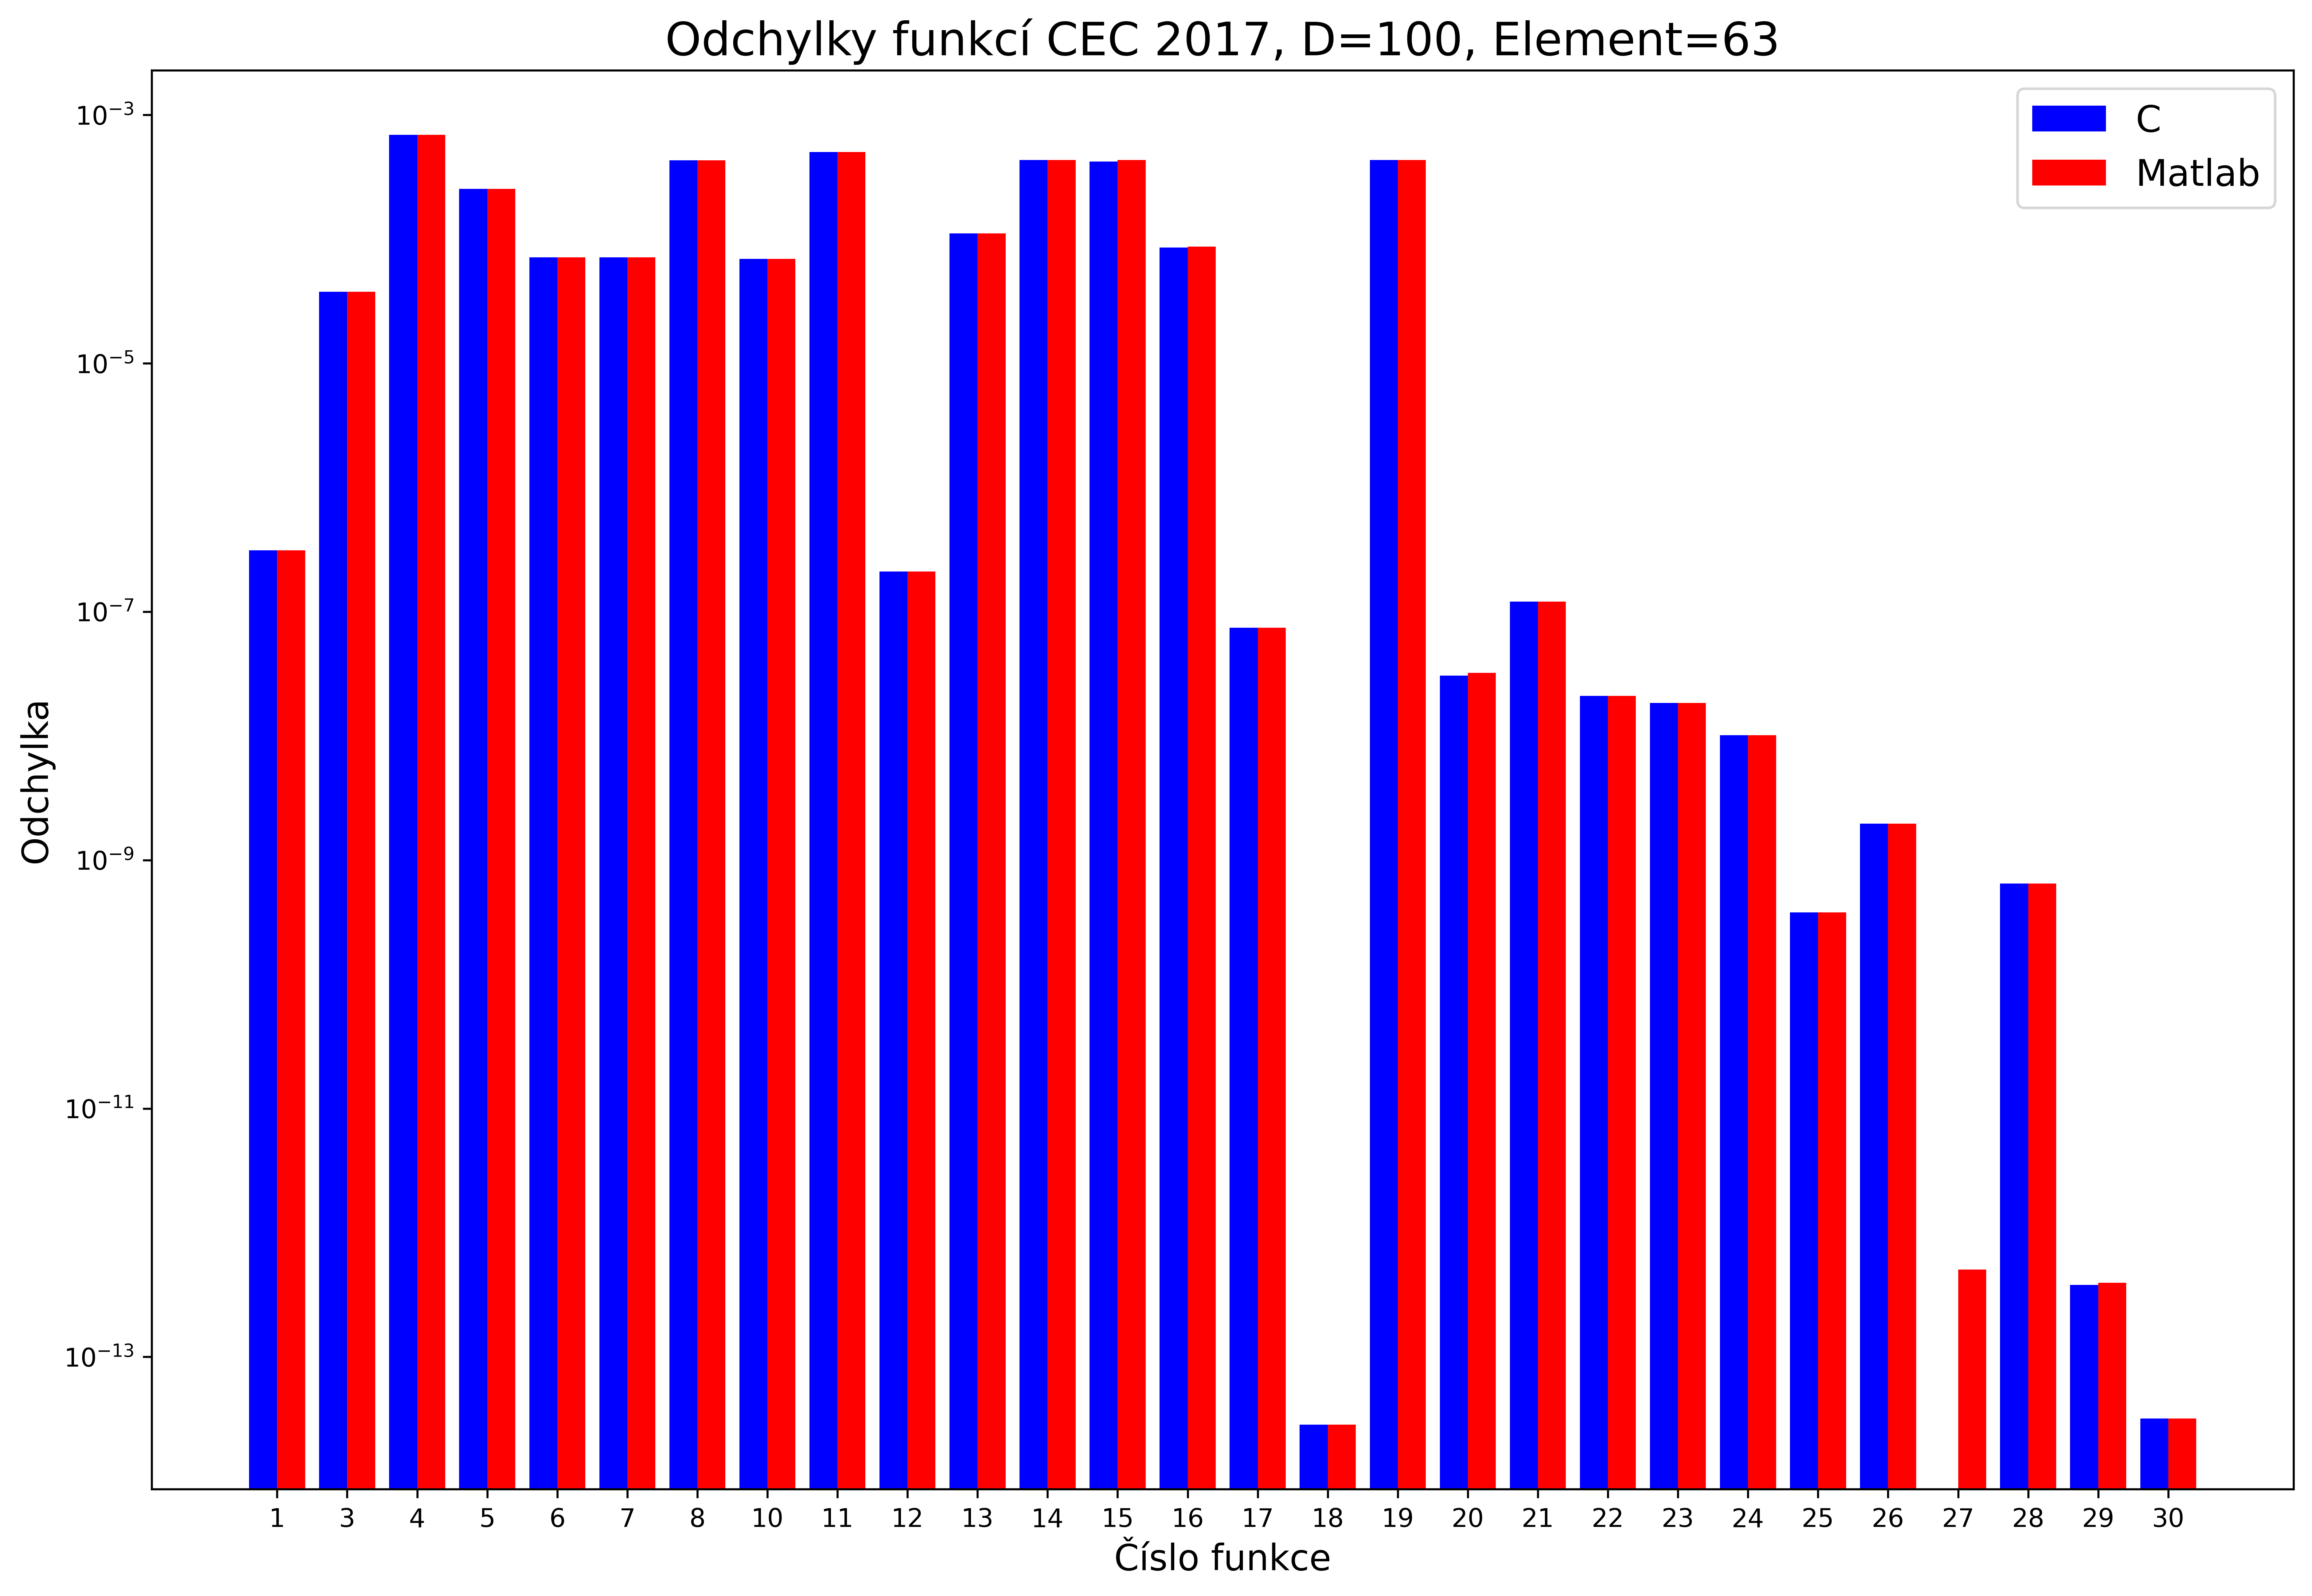 Odchylky funkcí CEC 2017, D=100, Element=63
C
Matlab
Odchylka
10⁻³
10⁻⁵
10⁻⁷
10⁻⁹
10⁻¹¹
10⁻¹³
1 3 4 5 6 7 8 10 11 12 13 14 15 16 17 18 19 20 21 22 23 24 25 26 27 28 29 30
Číslo funkce